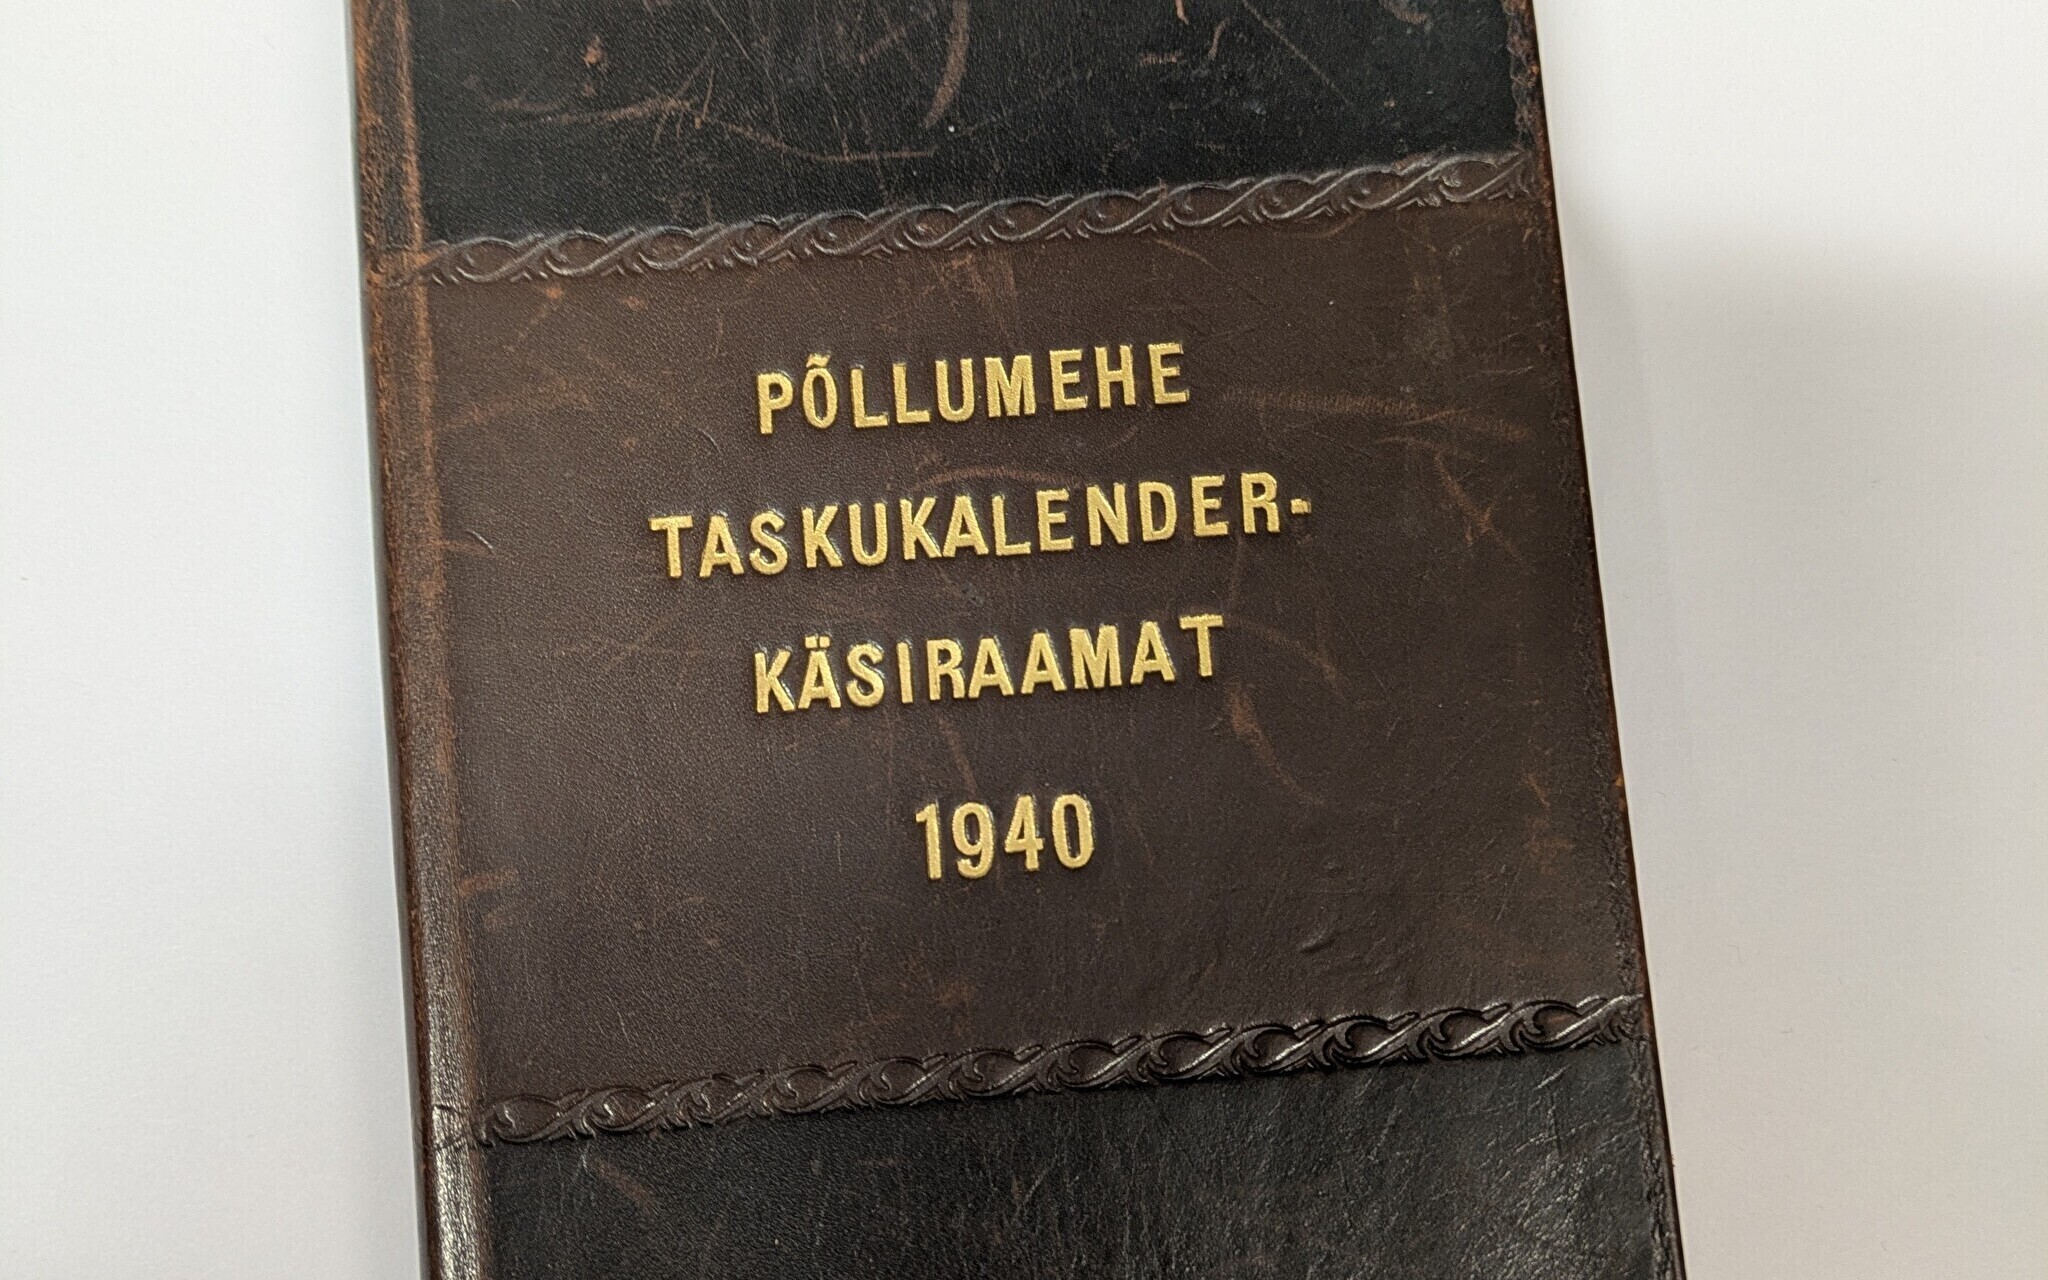 PÕLLUMEHE
TASKUKALENDER-
KÄSIRAAMAT
1940